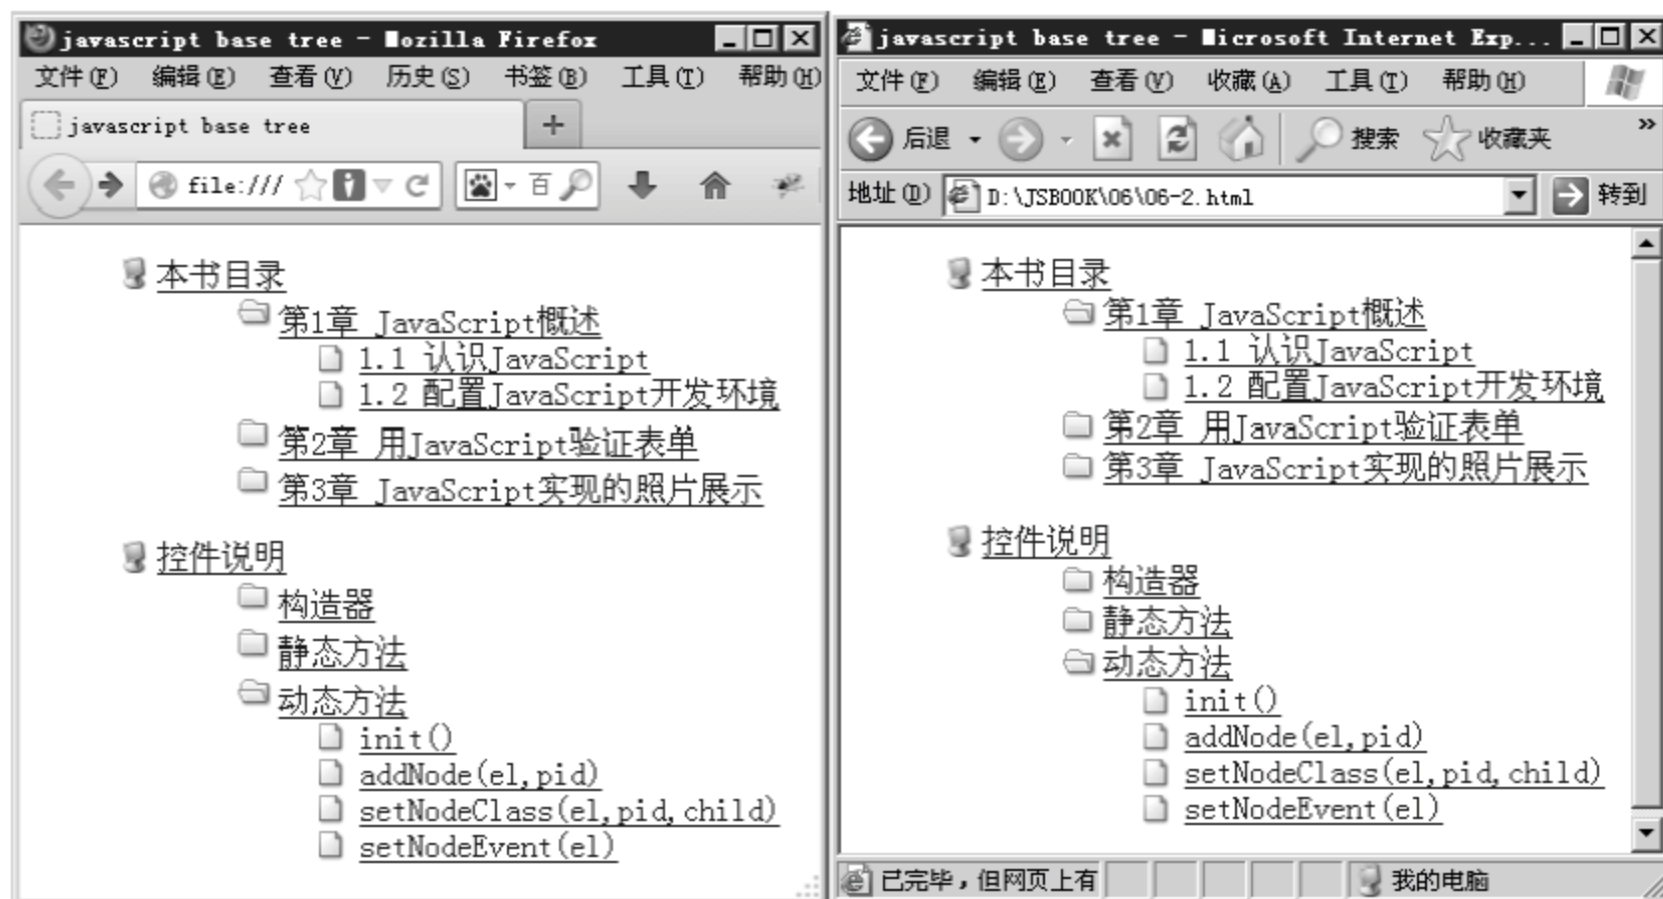 javascript base tree - Mozilla Firefox
文件(F) 编辑(E) 查看(V) 历史(S) 书签(B) 工具(T) 帮助(H)
javascript base tree +
file:/// 百
本书目录
第1章 JavaScript概述
1.1 认识JavaScript
1.2 配置JavaScript开发环境
第2章 用JavaScript验证表单
第3章 JavaScript实现的照片展示
控件说明
构造器
静态方法
动态方法
init()
addNode(el,pid)
setNodeClass(el,pid,child)
setNodeEvent(el)
javascript base tree - Microsoft Internet Exp...
文件(F) 编辑(E) 查看(V) 收藏(A) 工具(T) 帮助(H)
后退 搜索 收藏夹 »
地址(D) D:\JSBOOK\06\06-2.html 转到
本书目录
第1章 JavaScript概述
1.1 认识JavaScript
1.2 配置JavaScript开发环境
第2章 用JavaScript验证表单
第3章 JavaScript实现的照片展示
控件说明
构造器
静态方法
动态方法
init()
addNode(el,pid)
setNodeClass(el,pid,child)
setNodeEvent(el)
已完毕，但网页上有 我的电脑